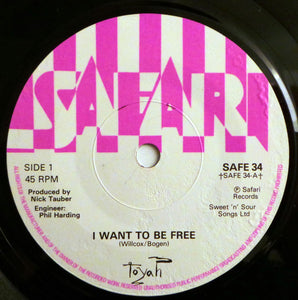 SAFARI
SIDE 1
45 RPM
SAFE 34
†SAFE 34-A†
Produced by
Nick Tauber
Engineer:
Phil Harding
Ⓟ Safari
Records
Sweet 'n' Sour
Songs Ltd
I WANT TO BE FREE
(Willcox/Bogen)
Toyah